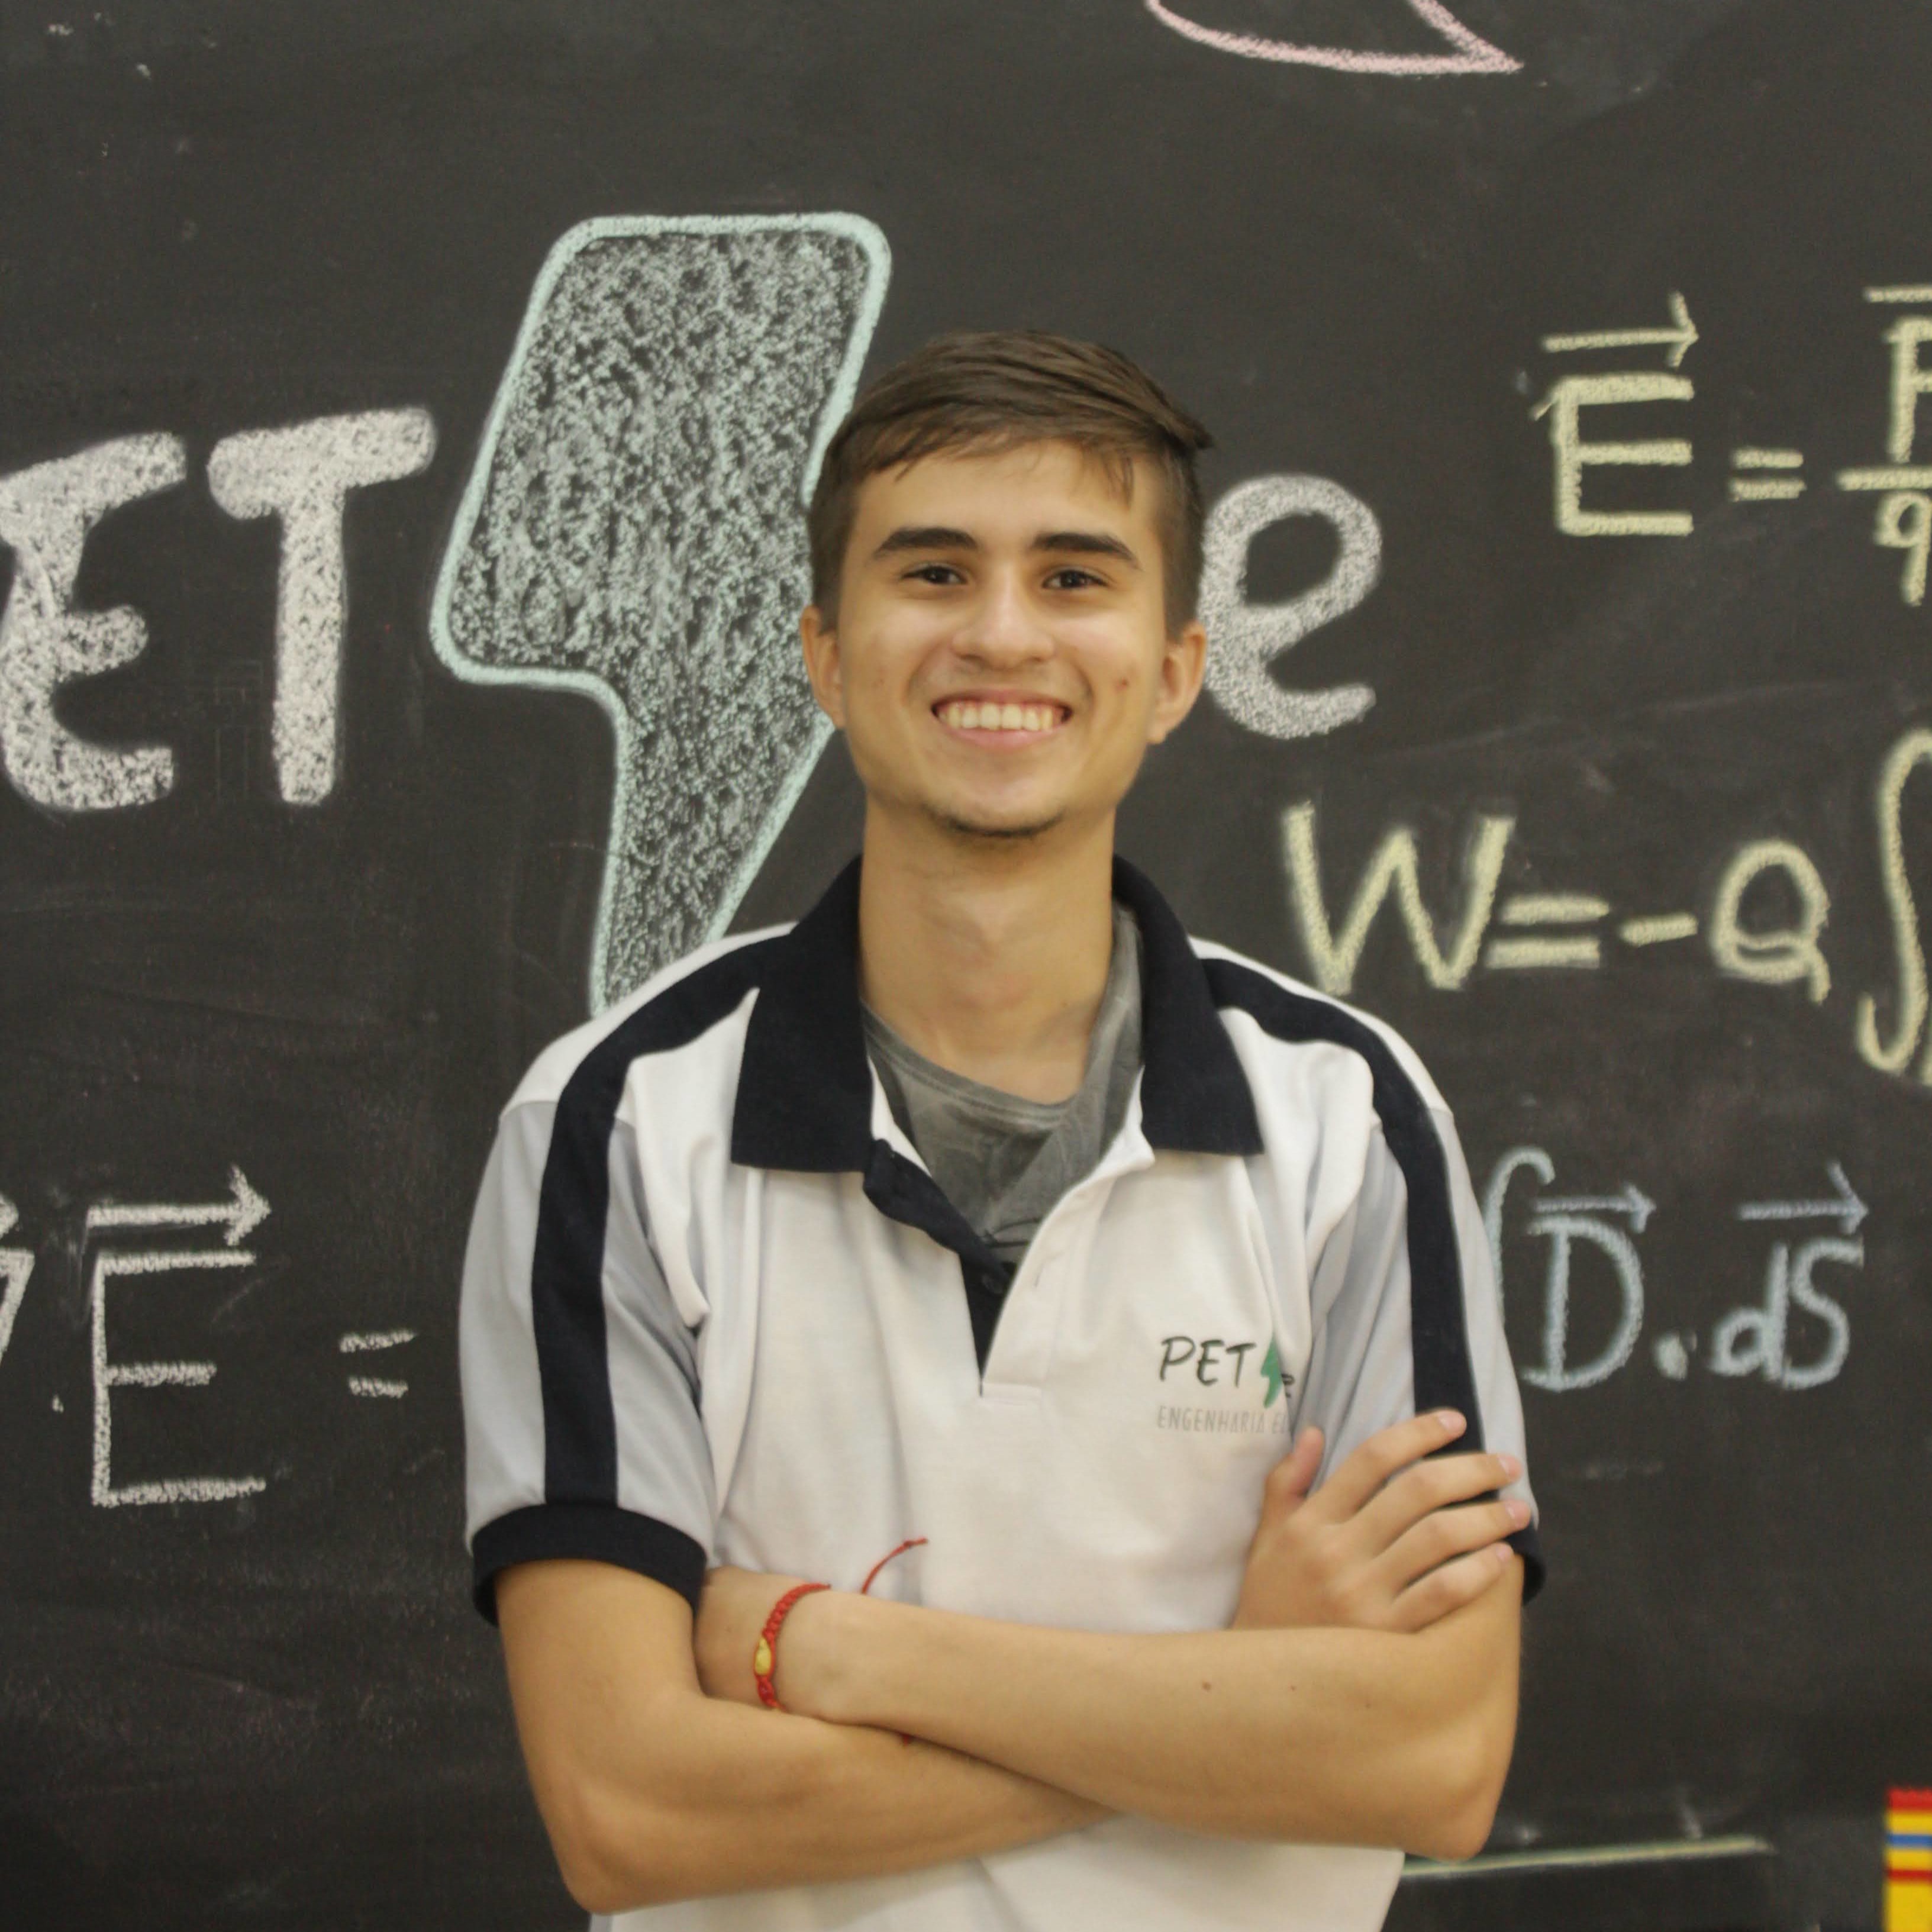 ET e
E = F/q
W = -Q ∫
E =
∫ D . dS
PET e
ENGENHARIA